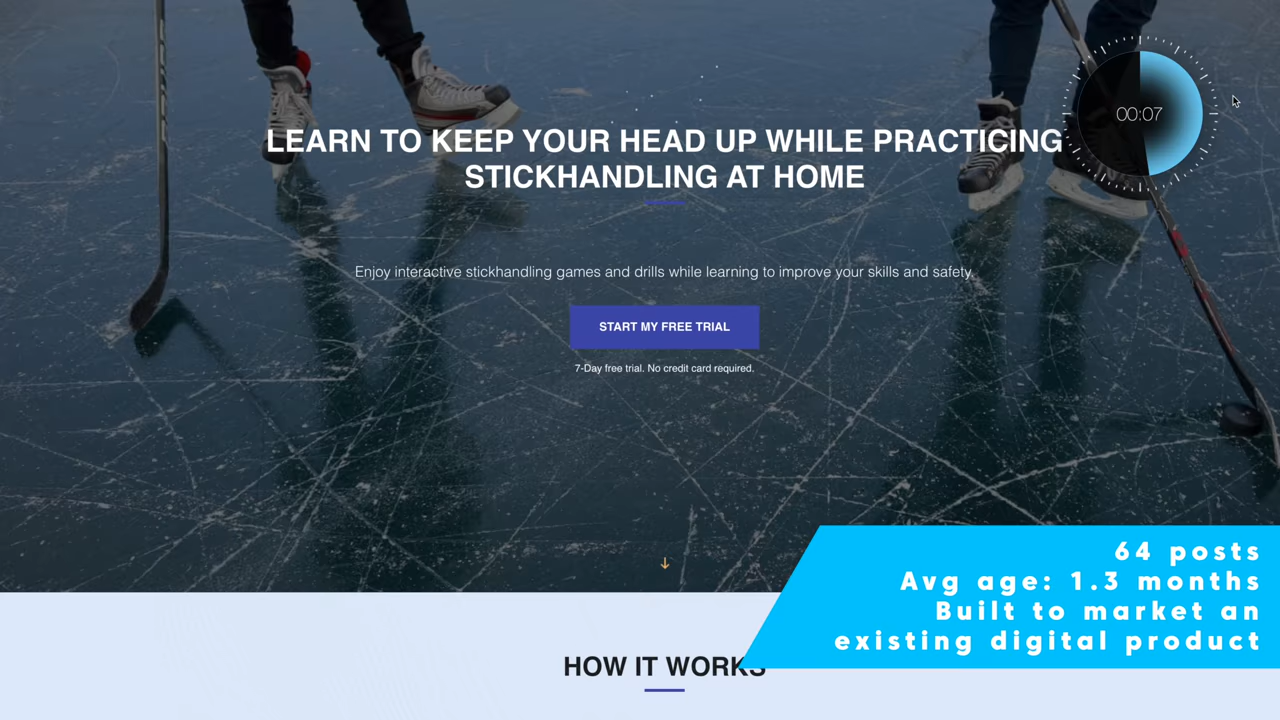 LEARN TO KEEP YOUR HEAD UP WHILE PRACTICING
STICKHANDLING AT HOME
00:07
Enjoy interactive stickhandling games and drills while learning to improve your skills and safety.
START MY FREE TRIAL
7-Day free trial. No credit card required.
64 posts
Avg age: 1.3 months
Built to market an
existing digital product
HOW IT WORKS